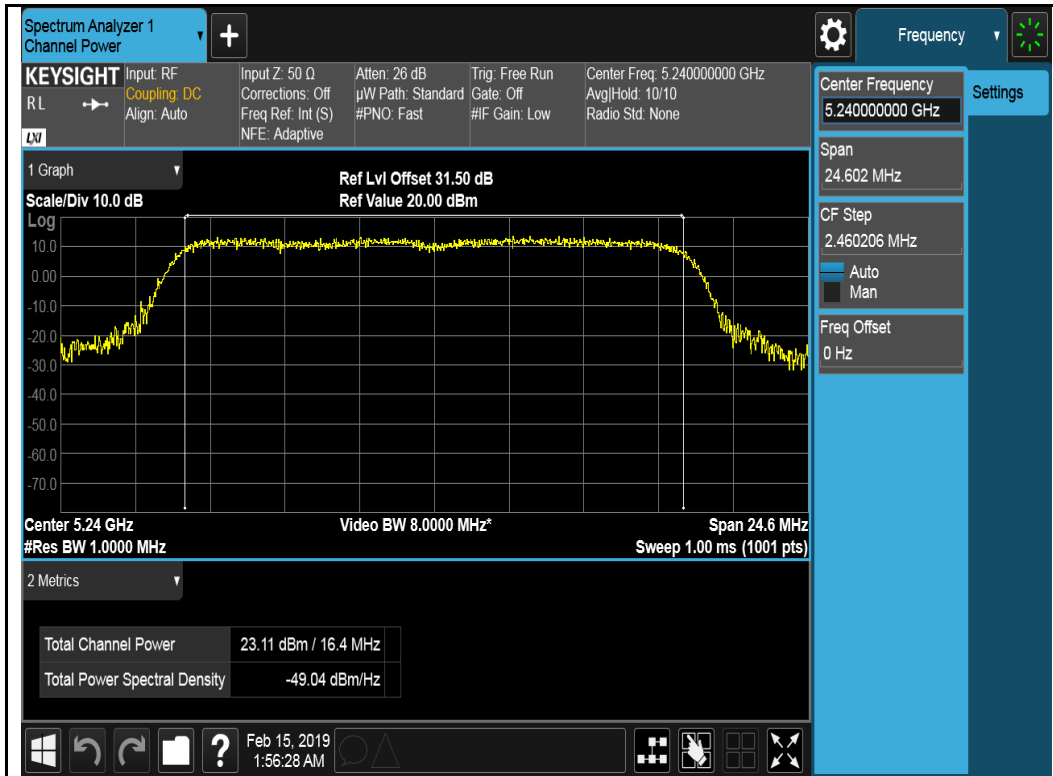 Spectrum Analyzer 1
Channel Power
+
Frequency
KEYSIGHT
R L
LXI
Input: RF
Coupling: DC
Align: Auto
Input Z: 50 Ω
Corrections: Off
Freq Ref: Int (S)
NFE: Adaptive
Atten: 26 dB
µW Path: Standard
#PNO: Fast
Trig: Free Run
Gate: Off
#IF Gain: Low
Center Freq: 5.240000000 GHz
Avg|Hold: 10/10
Radio Std: None
Center Frequency
5.240000000 GHz
Settings
Span
24.602 MHz
CF Step
2.460206 MHz
Auto
Man
Freq Offset
0 Hz
1 Graph
Scale/Div 10.0 dB
Ref Lvl Offset 31.50 dB
Ref Value 20.00 dBm
Log
10.0
0.00
-10.0
-20.0
-30.0
-40.0
-50.0
-60.0
-70.0
Center 5.24 GHz
#Res BW 1.0000 MHz
Video BW 8.0000 MHz*
Span 24.6 MHz
Sweep 1.00 ms (1001 pts)
2 Metrics
Total Channel Power 23.11 dBm / 16.4 MHz
Total Power Spectral Density -49.04 dBm/Hz
?
Feb 15, 2019
1:56:28 AM